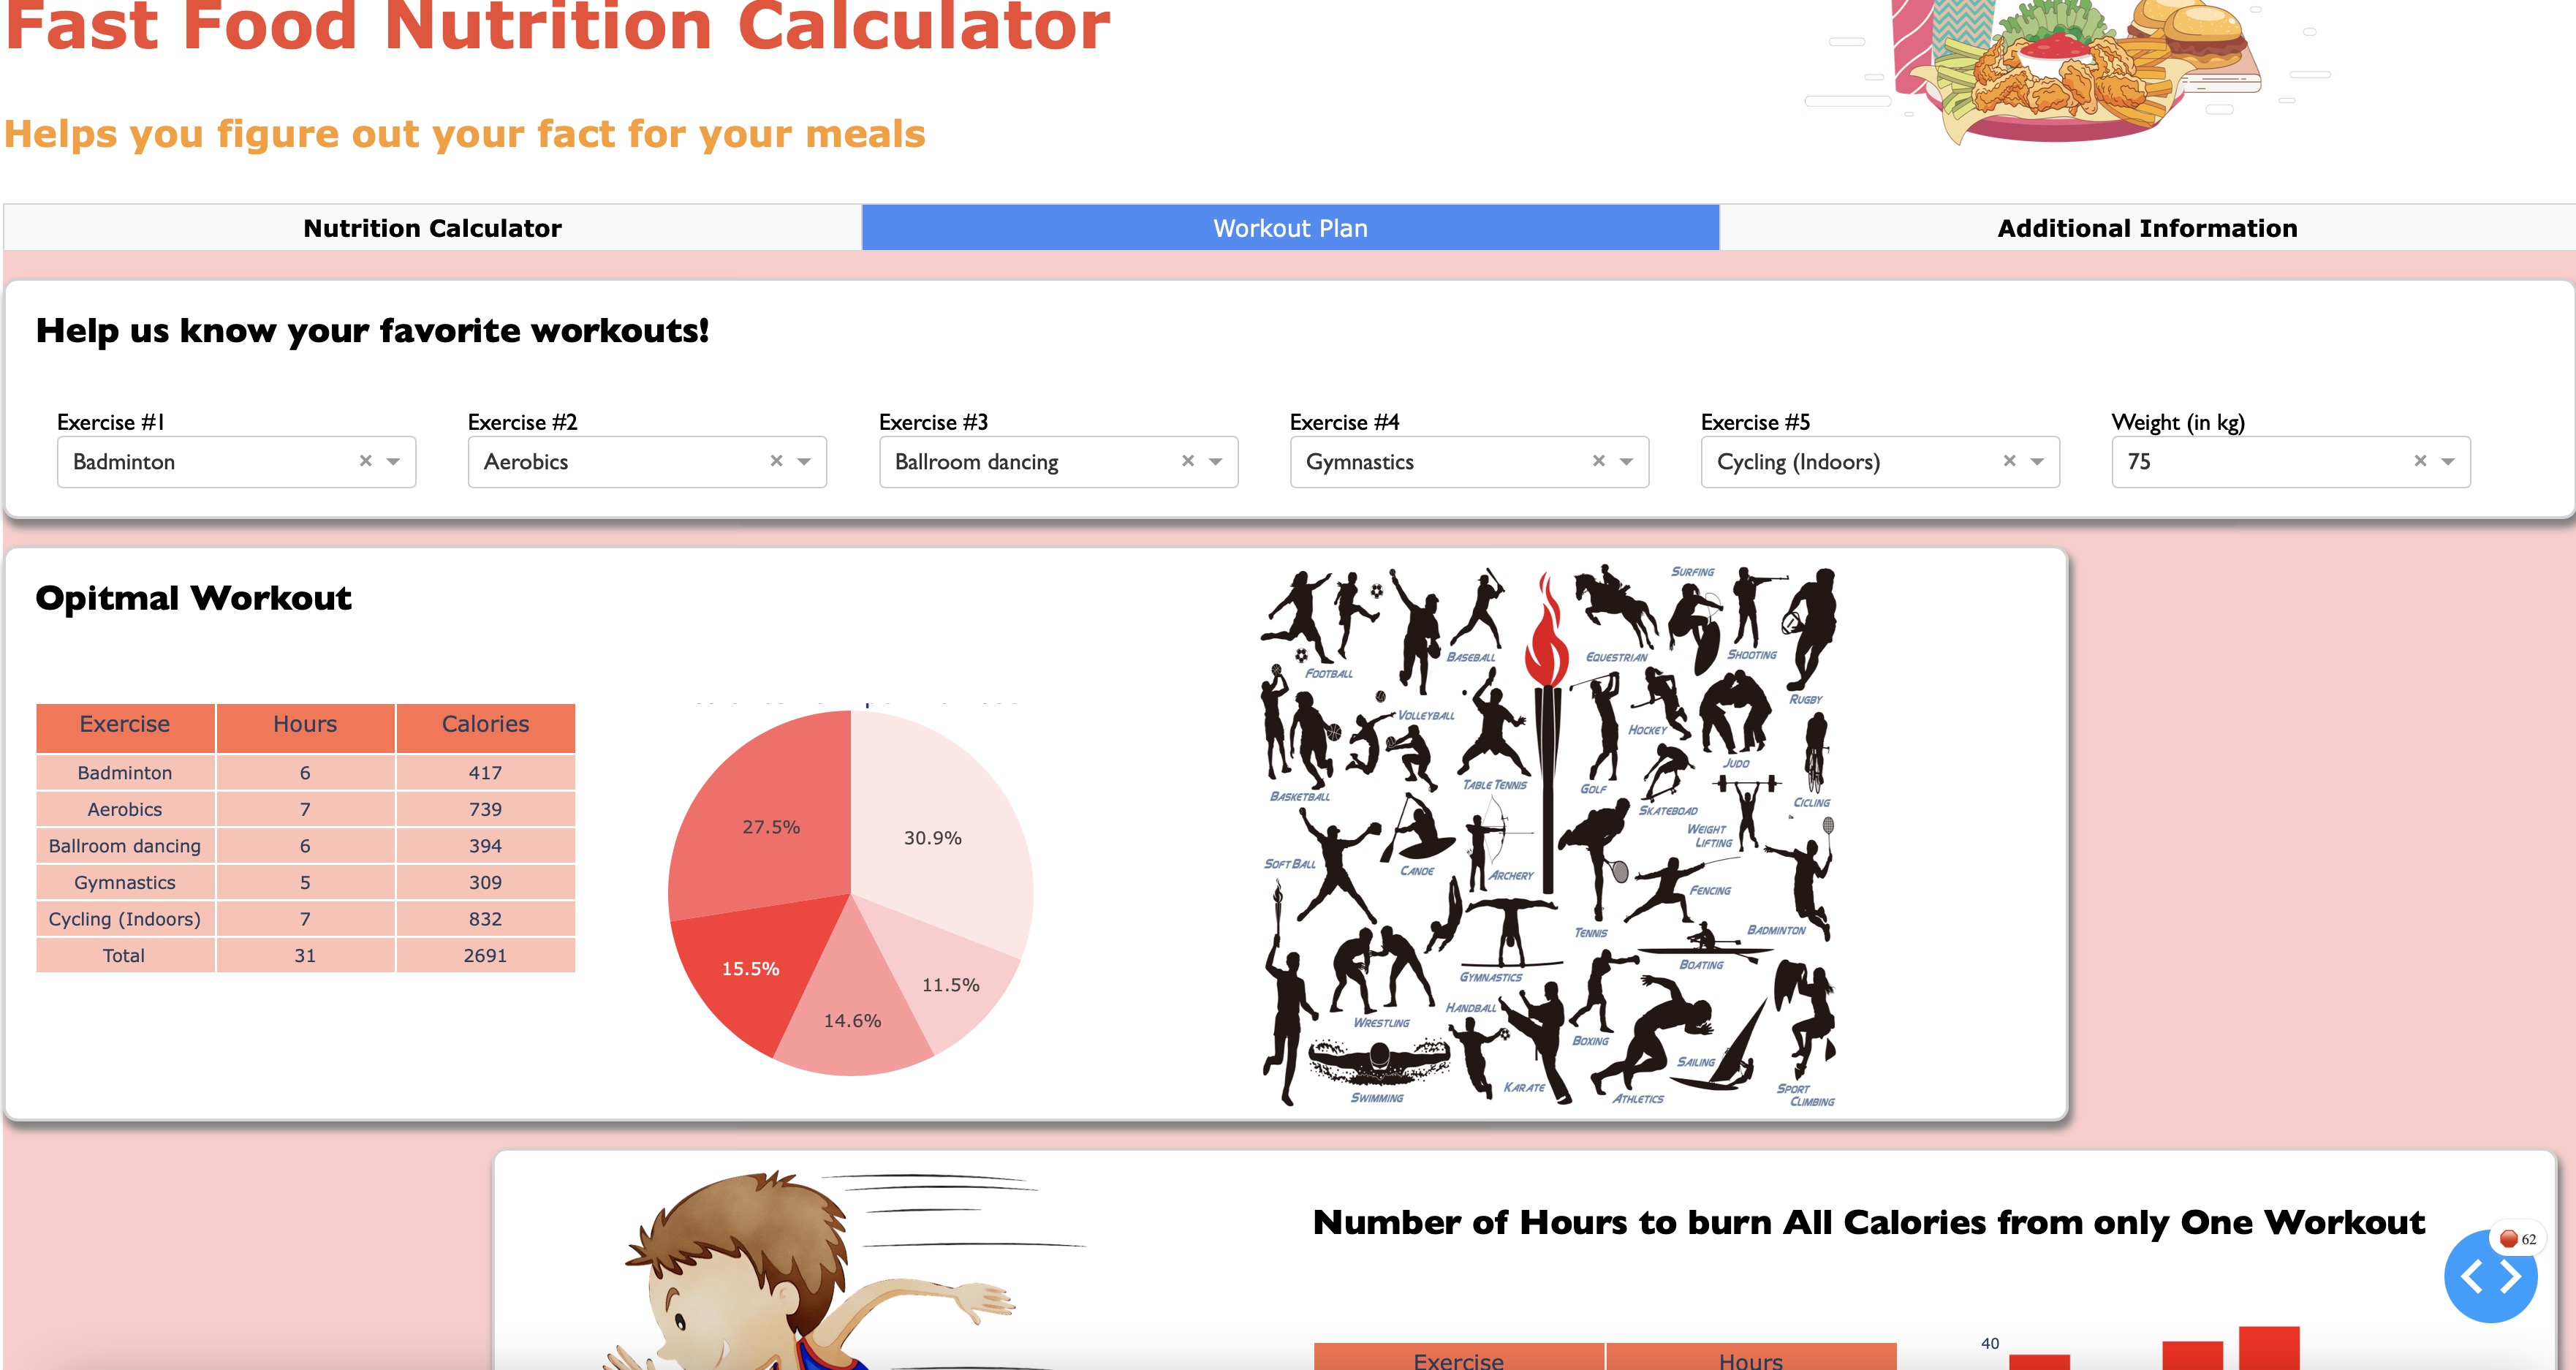 Fast Food Nutrition Calculator
Helps you figure out your fact for your meals
Nutrition Calculator Workout Plan Additional Information
Help us know your favorite workouts!
Exercise #1 Exercise #2 Exercise #3 Exercise #4 Exercise #5 Weight (in kg)
Badminton Aerobics Ballroom dancing Gymnastics Cycling (Indoors) 75
Opitmal Workout
Exercise Hours Calories
Badminton 6 417
Aerobics 7 739
Ballroom dancing 6 394
Gymnastics 5 309
Cycling (Indoors) 7 832
Total 31 2691
27.5%
30.9%
15.5%
11.5%
14.6%
SURFING
BASEBALL
EQUESTRIAN
SHOOTING
FOOTBALL
RUGBY
VOLLEYBALL
HOCKEY
JUDO
TABLE TENNIS
GOLF
BASKETBALL
SKATEBOAD
CICLING
WEIGHT
LIFTING
SOFT BALL
CANOE
ARCHERY
FENCING
TENNIS
BADMINTON
BOATING
GYMNASTICS
HANDBALL
WRESTLING
BOXING
SAILING
KARATE
SWIMMING
ATHLETICS
SPORT
CLIMBING
Number of Hours to burn All Calories from only One Workout
62
40
Exercise Hours